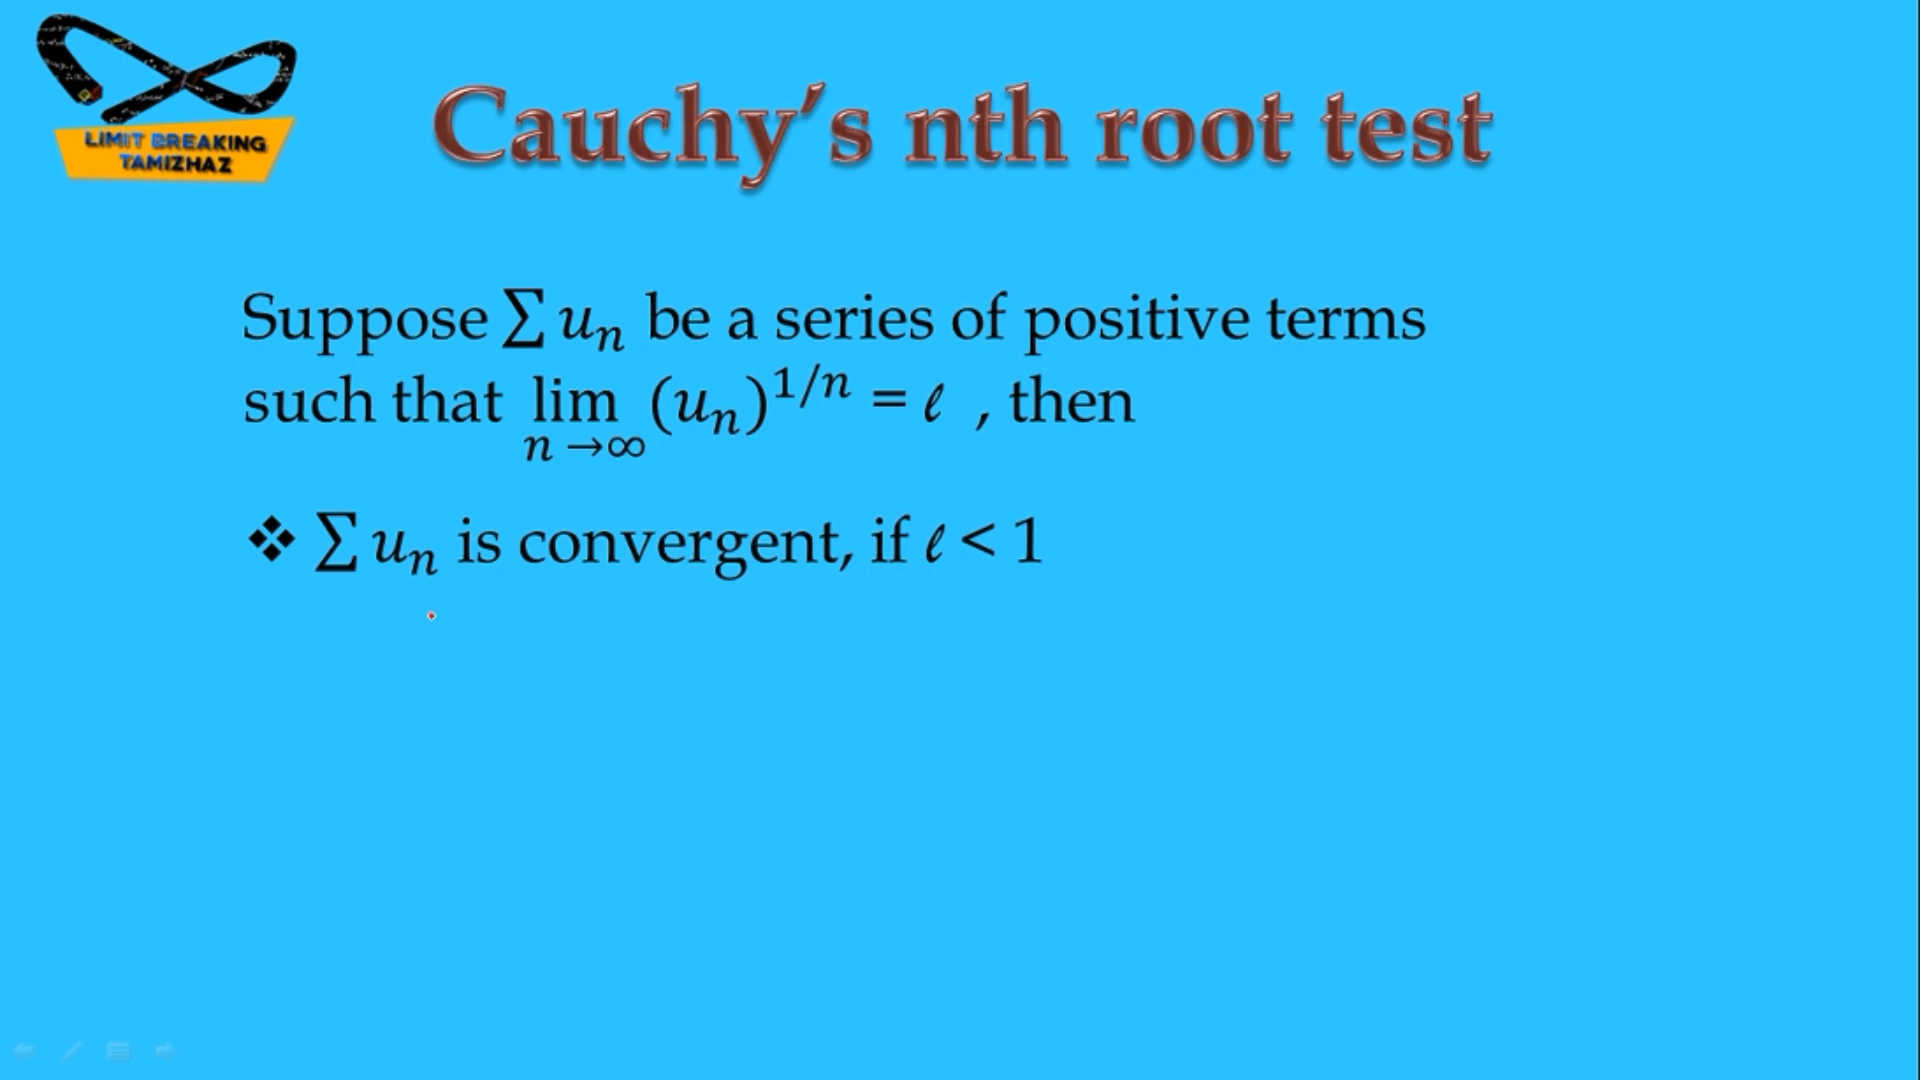 LIMIT BREAKING
TAMIZHAZ
Cauchy’s nth root test
Suppose ∑ uₙ be a series of positive terms
such that lim (uₙ)^{1/n} = ℓ , then
n →∞
❖ ∑ uₙ is convergent, if ℓ < 1